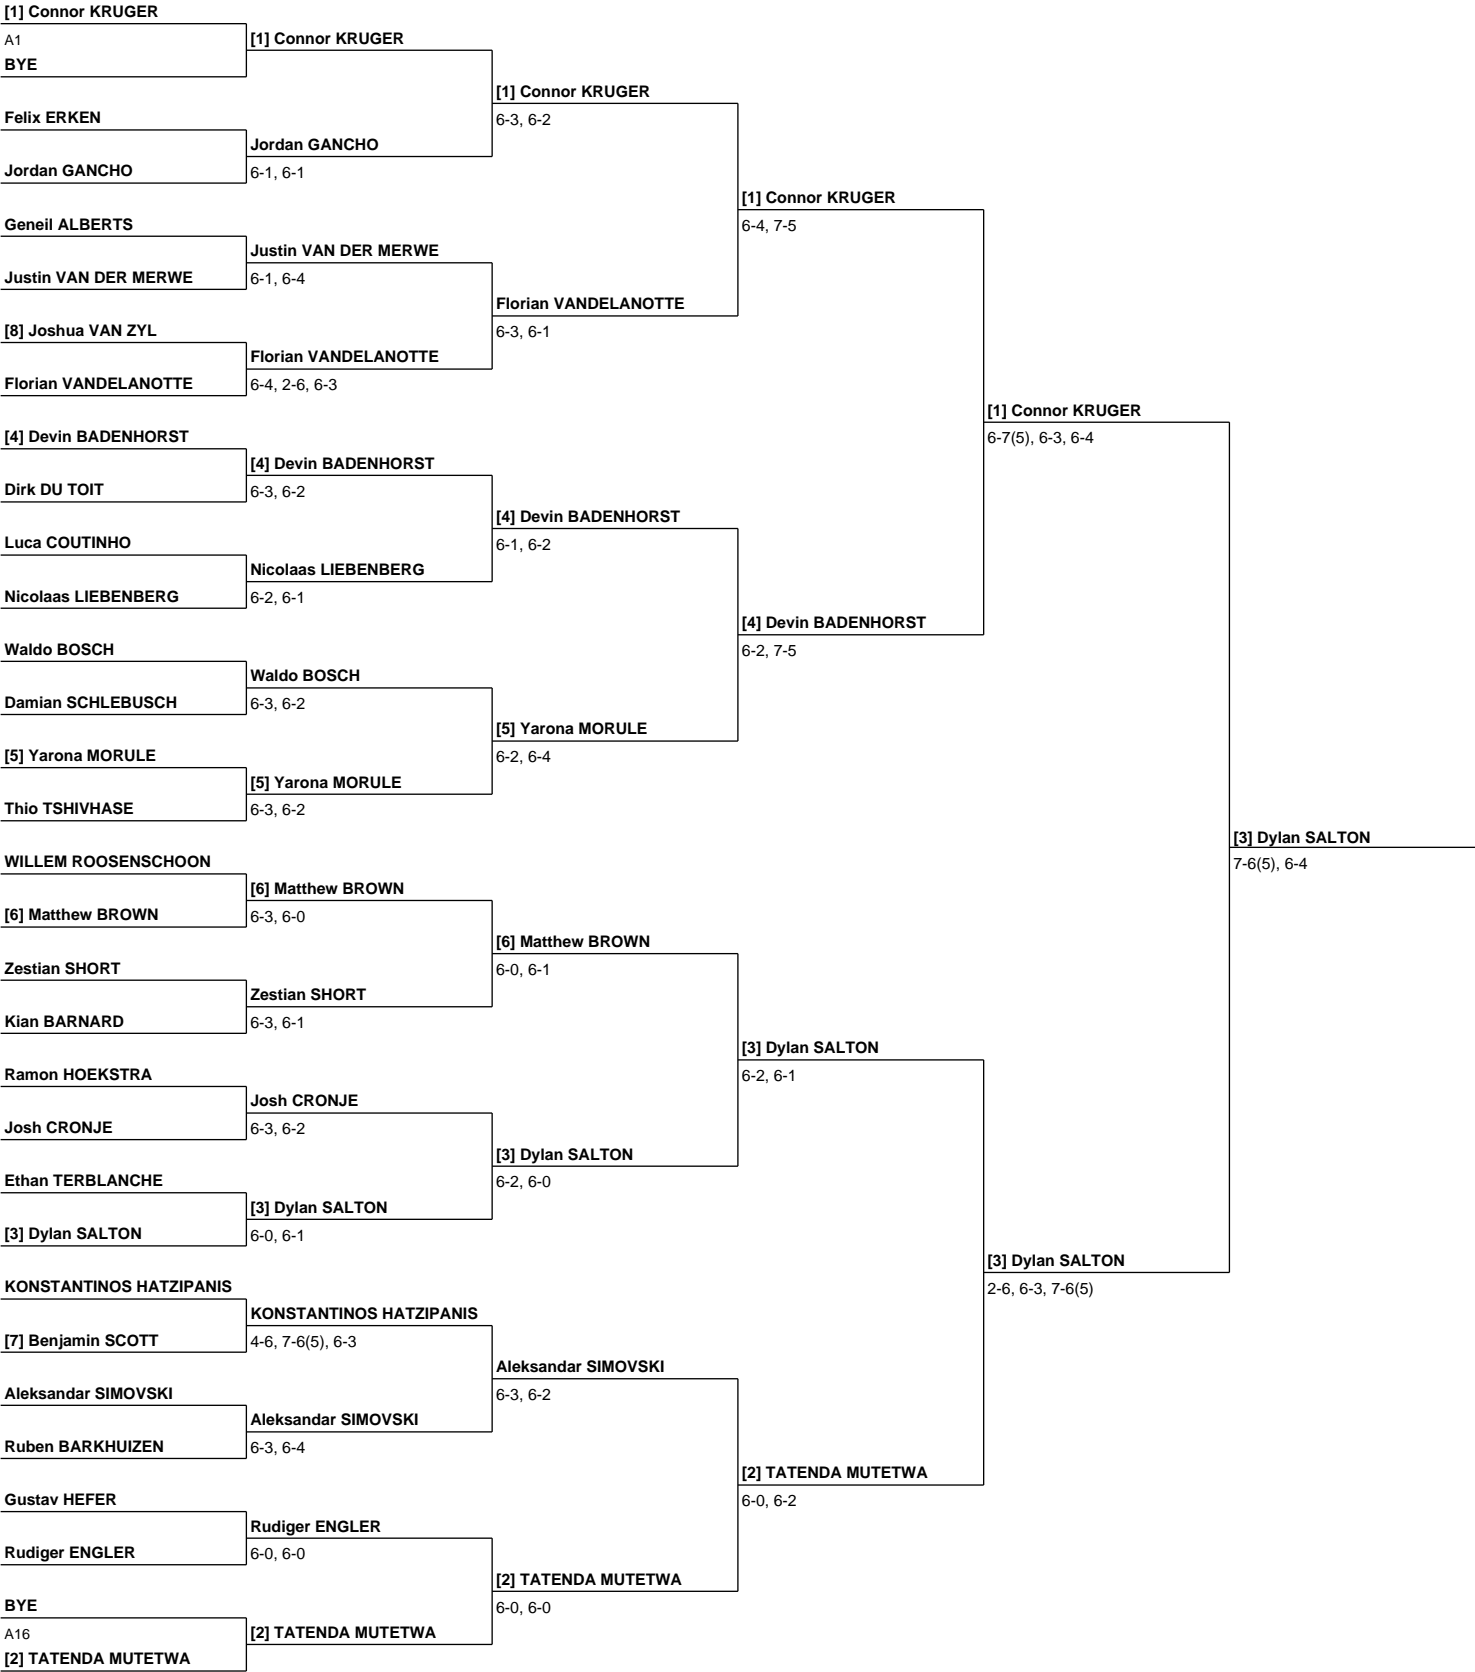 [1] Connor KRUGER
A1
BYE
[1] Connor KRUGER
Felix ERKEN
Jordan GANCHO
Jordan GANCHO
6-1, 6-1
[1] Connor KRUGER
6-3, 6-2
Geneil ALBERTS
Justin VAN DER MERWE
Justin VAN DER MERWE
6-1, 6-4
[8] Joshua VAN ZYL
Florian VANDELANOTTE
Florian VANDELANOTTE
6-4, 2-6, 6-3
Florian VANDELANOTTE
6-3, 6-1
[1] Connor KRUGER
6-4, 7-5
[4] Devin BADENHORST
Dirk DU TOIT
[4] Devin BADENHORST
6-3, 6-2
Luca COUTINHO
Nicolaas LIEBENBERG
Nicolaas LIEBENBERG
6-2, 6-1
[4] Devin BADENHORST
6-1, 6-2
Waldo BOSCH
Damian SCHLEBUSCH
Waldo BOSCH
6-3, 6-2
[5] Yarona MORULE
Thio TSHIVHASE
[5] Yarona MORULE
6-3, 6-2
[5] Yarona MORULE
6-2, 6-4
[4] Devin BADENHORST
6-2, 7-5
[1] Connor KRUGER
6-7(5), 6-3, 6-4
WILLEM ROOSENSCHOON
[6] Matthew BROWN
[6] Matthew BROWN
6-3, 6-0
Zestian SHORT
Kian BARNARD
Zestian SHORT
6-3, 6-1
[6] Matthew BROWN
6-0, 6-1
Ramon HOEKSTRA
Josh CRONJE
Josh CRONJE
6-3, 6-2
Ethan TERBLANCHE
[3] Dylan SALTON
[3] Dylan SALTON
6-0, 6-1
[3] Dylan SALTON
6-2, 6-0
[3] Dylan SALTON
6-2, 6-1
KONSTANTINOS HATZIPANIS
[7] Benjamin SCOTT
KONSTANTINOS HATZIPANIS
4-6, 7-6(5), 6-3
Aleksandar SIMOVSKI
Ruben BARKHUIZEN
Aleksandar SIMOVSKI
6-3, 6-4
Aleksandar SIMOVSKI
6-3, 6-2
Gustav HEFER
Rudiger ENGLER
Rudiger ENGLER
6-0, 6-0
BYE
A16
[2] TATENDA MUTETWA
[2] TATENDA MUTETWA
[2] TATENDA MUTETWA
6-0, 6-0
[2] TATENDA MUTETWA
6-0, 6-2
[3] Dylan SALTON
2-6, 6-3, 7-6(5)
[3] Dylan SALTON
7-6(5), 6-4